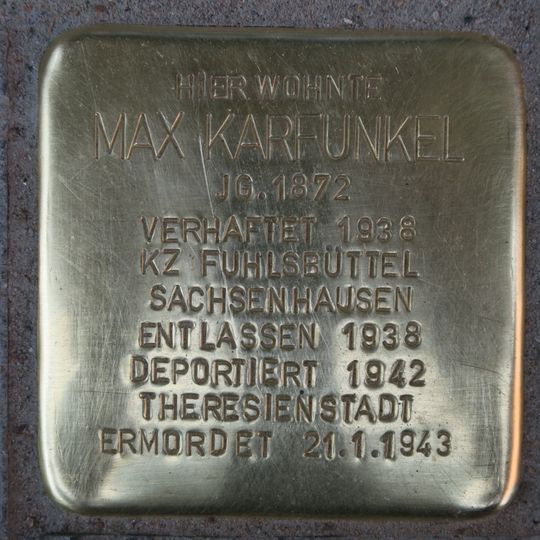 HIER WOHNTE
MAX KARFUNKEL
JG. 1872
VERHAFTET 1938
KZ FUHLSBÜTTEL
SACHSENHAUSEN
ENTLASSEN 1938
DEPORTIERT 1942
THERESIENSTADT
ERMORDET 21.1.1943